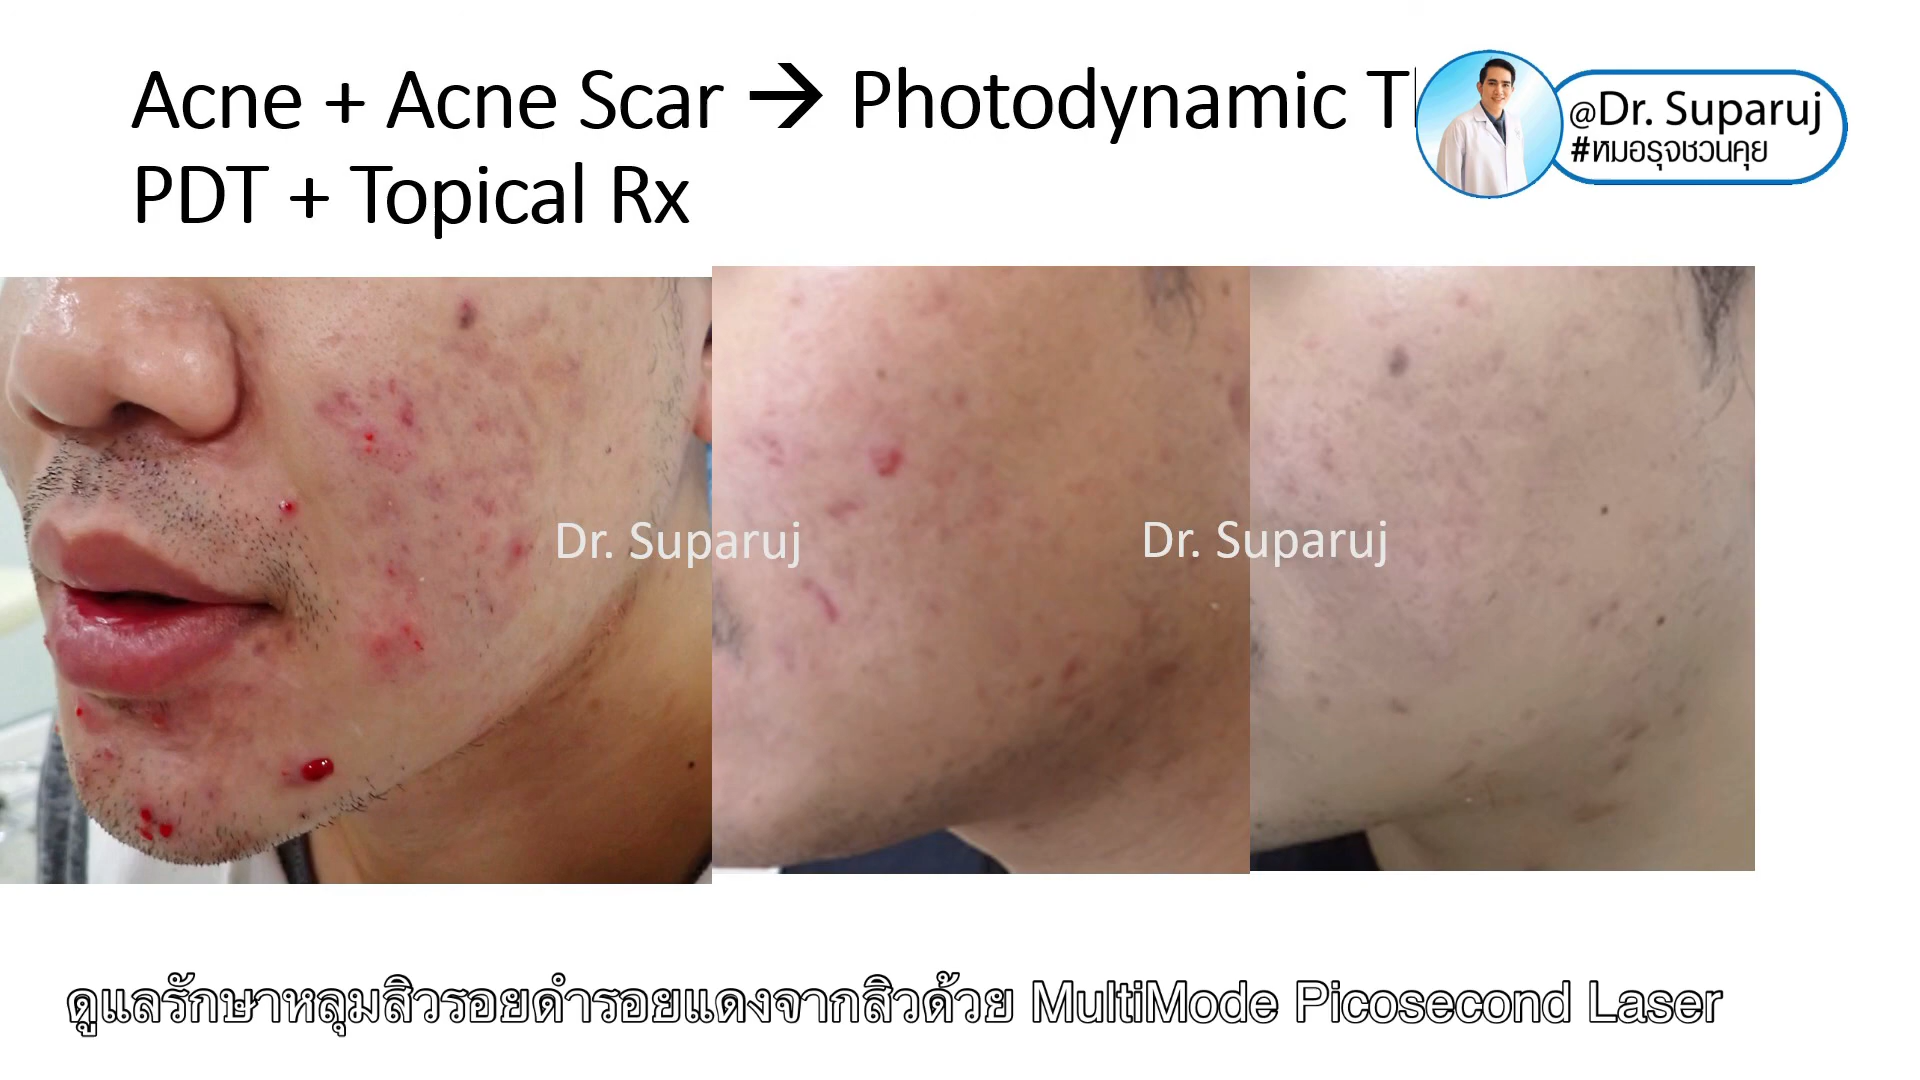 Acne + Acne Scar → Photodynamic
PDT + Topical Rx
@Dr. Suparuj
#หมอรุจชวนคุย
Dr. Suparuj
Dr. Suparuj
ดูแลรักษาหลุมสิวรอยดำรอยแดงจากสิวด้วย MultiMode Picosecond Laser